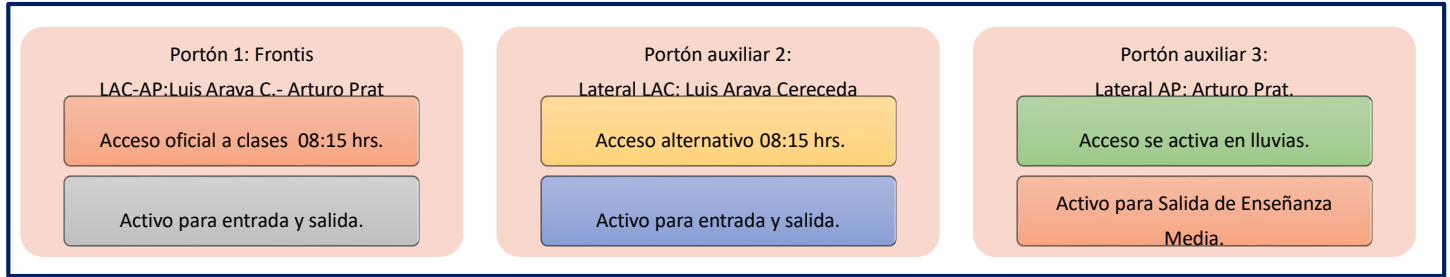 Portón 1: Frontis
LAC-AP:Luis Araya C.- Arturo Prat
Acceso oficial a clases 08:15 hrs.
Activo para entrada y salida.
Portón auxiliar 2:
Lateral LAC: Luis Araya Cereceda
Acceso alternativo 08:15 hrs.
Activo para entrada y salida.
Portón auxiliar 3:
Lateral AP: Arturo Prat.
Acceso se activa en lluvias.
Activo para Salida de Enseñanza
Media.